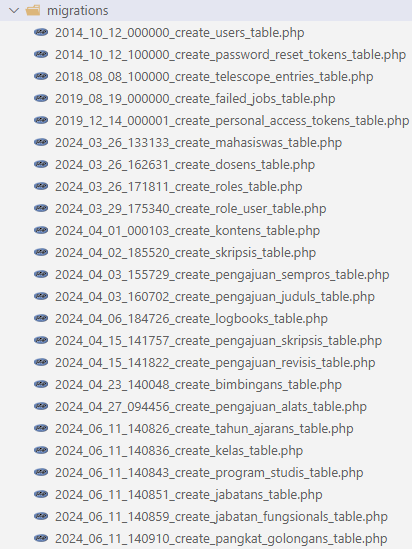 migrations
2014_10_12_000000_create_users_table.php
2014_10_12_100000_create_password_reset_tokens_table.php
2018_08_08_100000_create_telescope_entries_table.php
2019_08_19_000000_create_failed_jobs_table.php
2019_12_14_000001_create_personal_access_tokens_table.php
2024_03_26_133133_create_mahasiswas_table.php
2024_03_26_162631_create_dosens_table.php
2024_03_26_171811_create_roles_table.php
2024_03_29_175340_create_role_user_table.php
2024_04_01_000103_create_kontens_table.php
2024_04_02_185520_create_skripsis_table.php
2024_04_03_155729_create_pengajuan_sempros_table.php
2024_04_03_160702_create_pengajuan_juduls_table.php
2024_04_06_184726_create_logbooks_table.php
2024_04_15_141757_create_pengajuan_skripsis_table.php
2024_04_15_141822_create_pengajuan_revisis_table.php
2024_04_23_140048_create_bimbingans_table.php
2024_04_27_094456_create_pengajuan_alats_table.php
2024_06_11_140826_create_tahun_ajarans_table.php
2024_06_11_140836_create_kelas_table.php
2024_06_11_140843_create_program_studis_table.php
2024_06_11_140851_create_jabatans_table.php
2024_06_11_140859_create_jabatan_fungsionals_table.php
2024_06_11_140910_create_pangkat_golongans_table.php